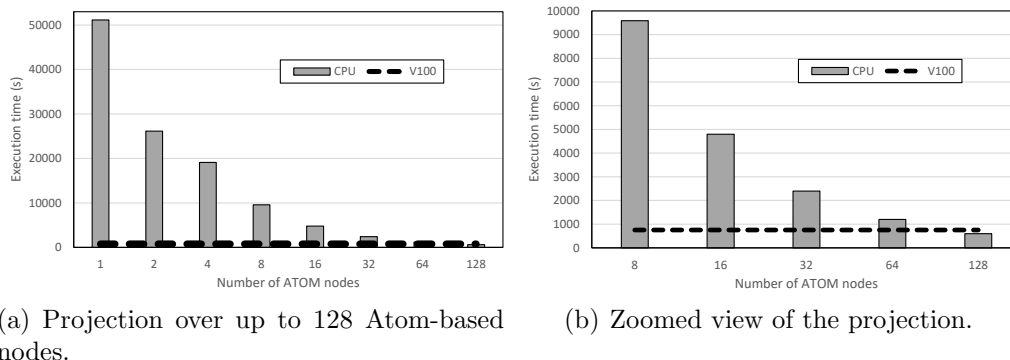 50000
40000
30000
20000
10000
0
Execution time (s)
CPU V100
1 2 4 8 16 32 64 128
Number of ATOM nodes
10000
9000
8000
7000
6000
5000
4000
3000
2000
1000
0
Execution time (s)
CPU V100
8 16 32 64 128
Number of ATOM nodes
(a) Projection over up to 128 Atom-based
nodes.
(b) Zoomed view of the projection.